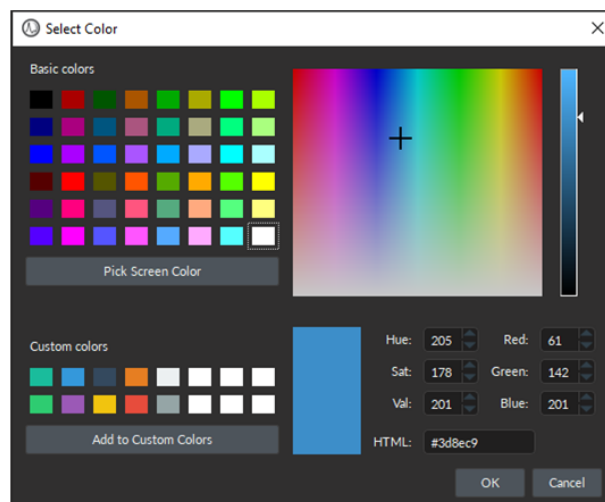 Select Color
Basic colors
Pick Screen Color
Custom colors
Add to Custom Colors
Hue: 205 Red: 61
Sat: 178 Green: 142
Val: 201 Blue: 201
HTML: #3d8ec9
OK Cancel